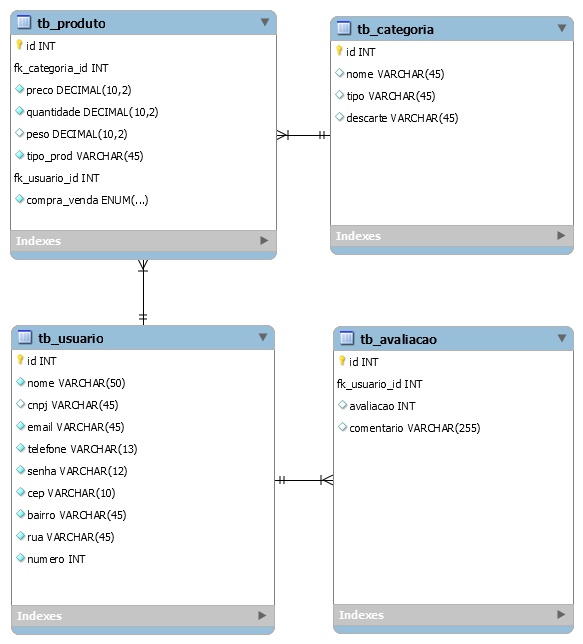 tb_produto
id INT
fk_categoria_id INT
preco DECIMAL(10,2)
quantidade DECIMAL(10,2)
peso DECIMAL(10,2)
tipo_prod VARCHAR(45)
fk_usuario_id INT
compra_venda ENUM(...)
Indexes
tb_categoria
id INT
nome VARCHAR(45)
tipo VARCHAR(45)
descarte VARCHAR(45)
Indexes
tb_usuario
id INT
nome VARCHAR(50)
cnpj VARCHAR(45)
email VARCHAR(45)
telefone VARCHAR(13)
senha VARCHAR(12)
cep VARCHAR(10)
bairro VARCHAR(45)
rua VARCHAR(45)
numero INT
Indexes
tb_avaliacao
id INT
fk_usuario_id INT
avaliacao INT
comentario VARCHAR(255)
Indexes